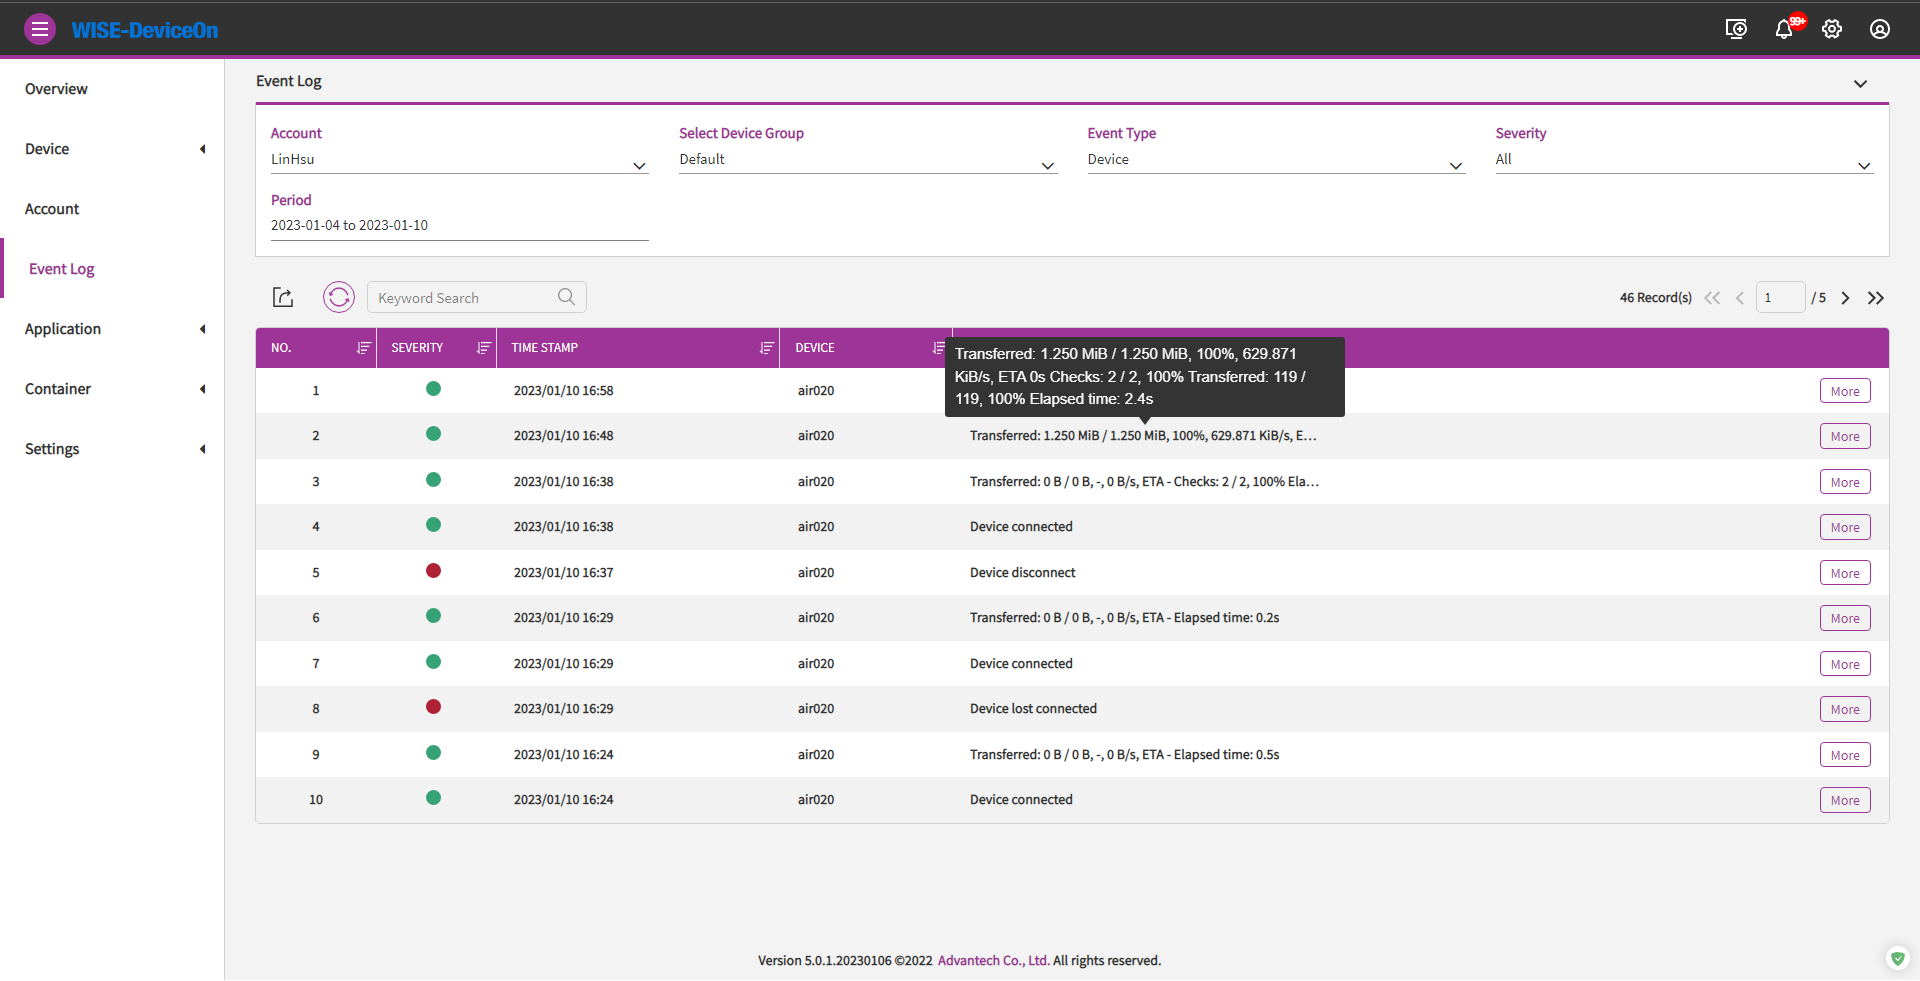 WISE-DeviceOn
99+
Overview
Device
Account
Event Log
Application
Container
Settings
Event Log
Account
Select Device Group
Event Type
Severity
LinHsu
Default
Device
All
Period
2023-01-04 to 2023-01-10
Keyword Search
46 Record(s)
1
/ 5
NO.
SEVERITY
TIME STAMP
DEVICE
Transferred: 1.250 MiB / 1.250 MiB, 100%, 629.871
KiB/s, ETA 0s Checks: 2 / 2, 100% Transferred: 119 /
119, 100% Elapsed time: 2.4s
1 2023/01/10 16:58 air020 More
2 2023/01/10 16:48 air020 Transferred: 1.250 MiB / 1.250 MiB, 100%, 629.871 KiB/s, E... More
3 2023/01/10 16:38 air020 Transferred: 0 B / 0 B, -, 0 B/s, ETA - Checks: 2 / 2, 100% Ela... More
4 2023/01/10 16:38 air020 Device connected More
5 2023/01/10 16:37 air020 Device disconnect More
6 2023/01/10 16:29 air020 Transferred: 0 B / 0 B, -, 0 B/s, ETA - Elapsed time: 0.2s More
7 2023/01/10 16:29 air020 Device connected More
8 2023/01/10 16:29 air020 Device lost connected More
9 2023/01/10 16:24 air020 Transferred: 0 B / 0 B, -, 0 B/s, ETA - Elapsed time: 0.5s More
10 2023/01/10 16:24 air020 Device connected More
Version 5.0.1.20230106 ©2022 Advantech Co., Ltd. All rights reserved.